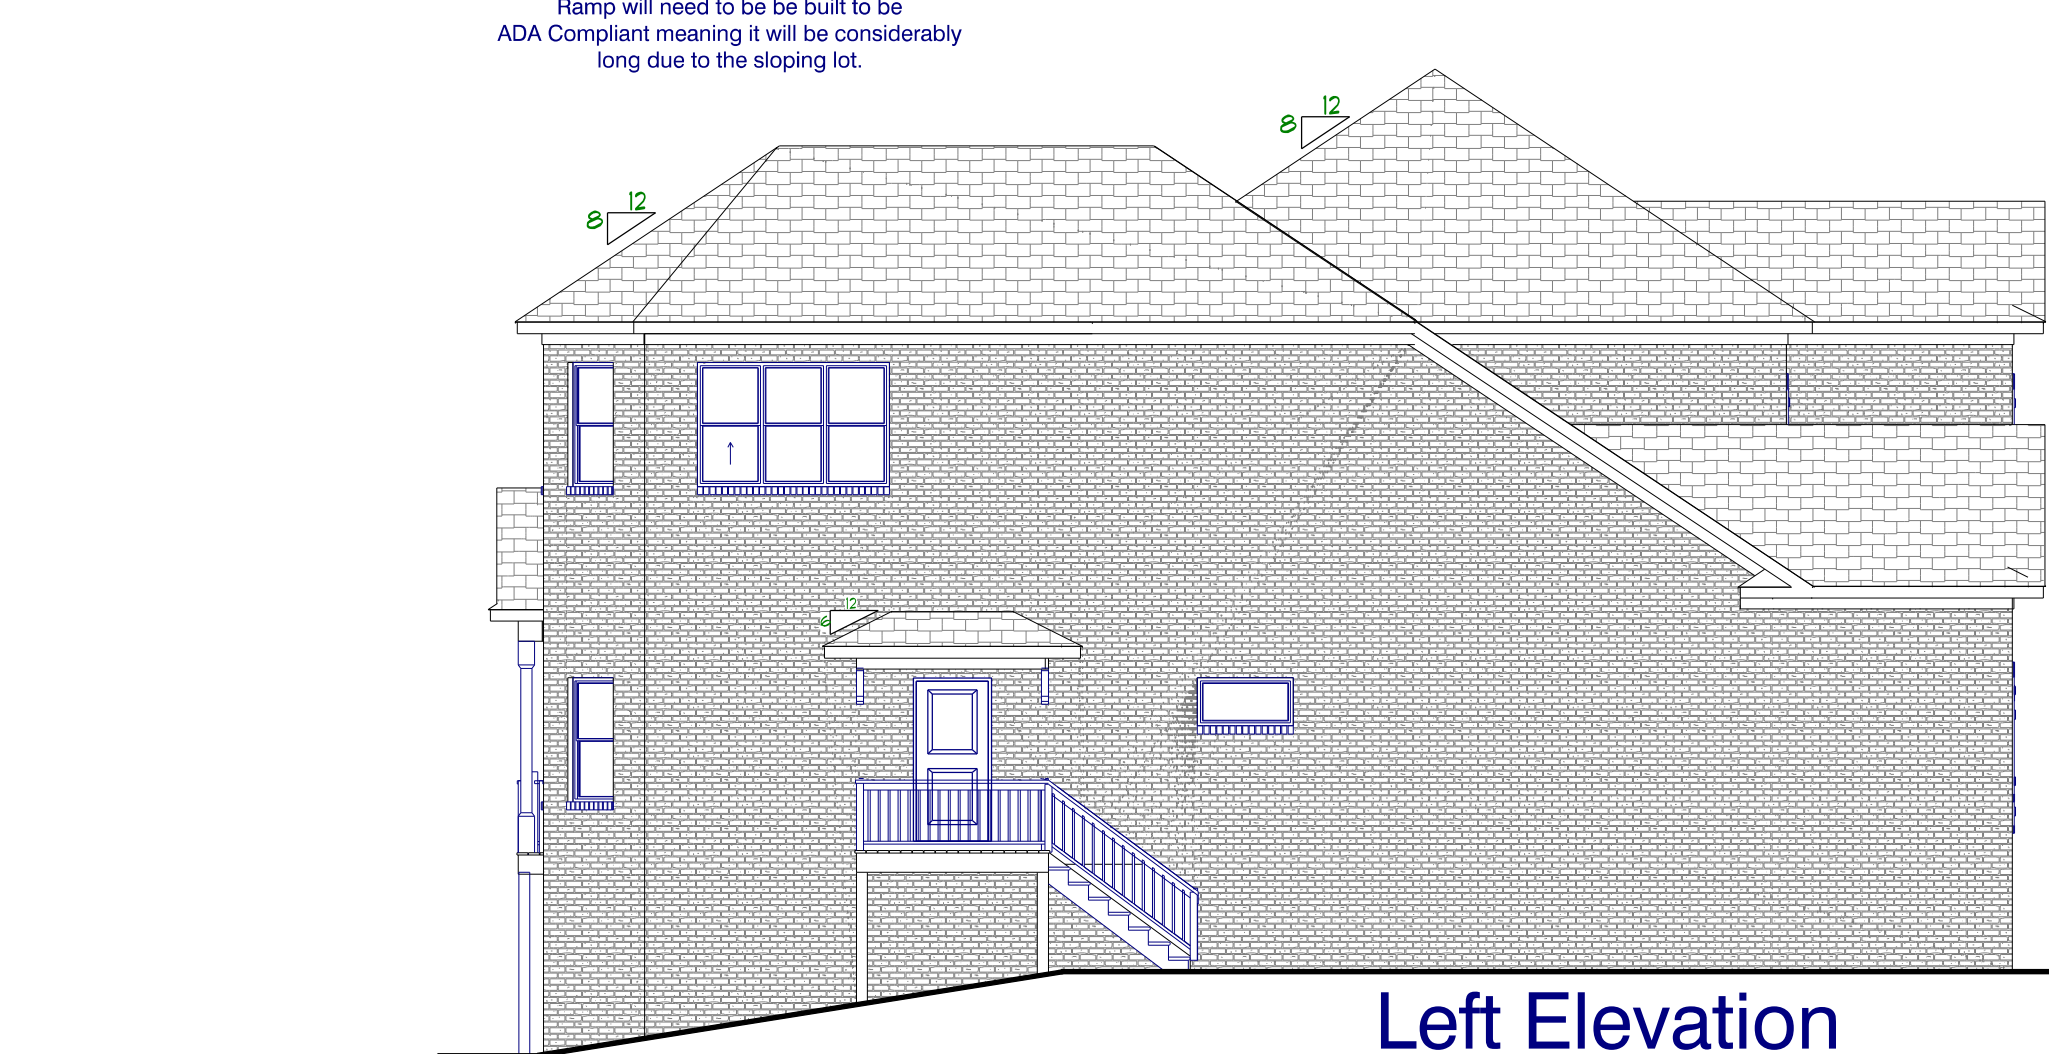 Ramp will need to be be built to be
ADA Compliant meaning it will be considerably
long due to the sloping lot.
12
8
12
8
12
6
Left Elevation